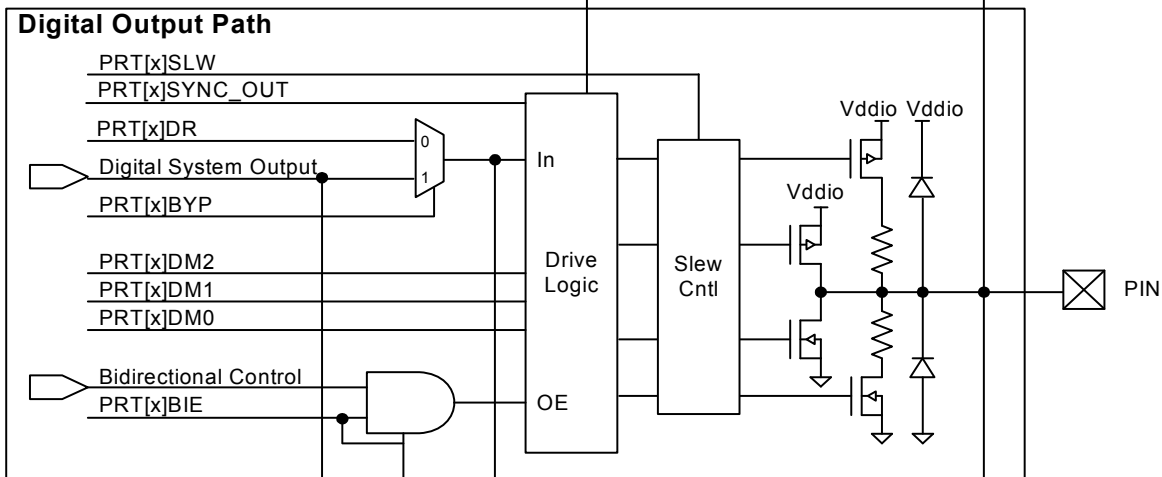 Digital Output Path
PRT[x]SLW
PRT[x]SYNC_OUT
PRT[x]DR
Digital System Output
PRT[x]BYP
0
1
In
PRT[x]DM2
PRT[x]DM1
PRT[x]DM0
Drive
Logic
Slew
Cntl
Bidirectional Control
PRT[x]BIE
OE
Vddio
Vddio
Vddio
PIN